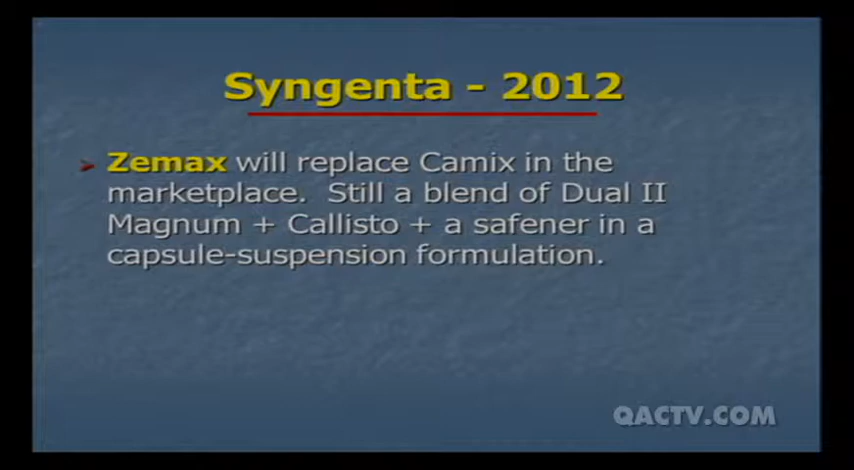 Syngenta - 2012
Zemax will replace Camix in the
marketplace. Still a blend of Dual II
Magnum + Callisto + a safener in a
capsule-suspension formulation.
QACTV.COM